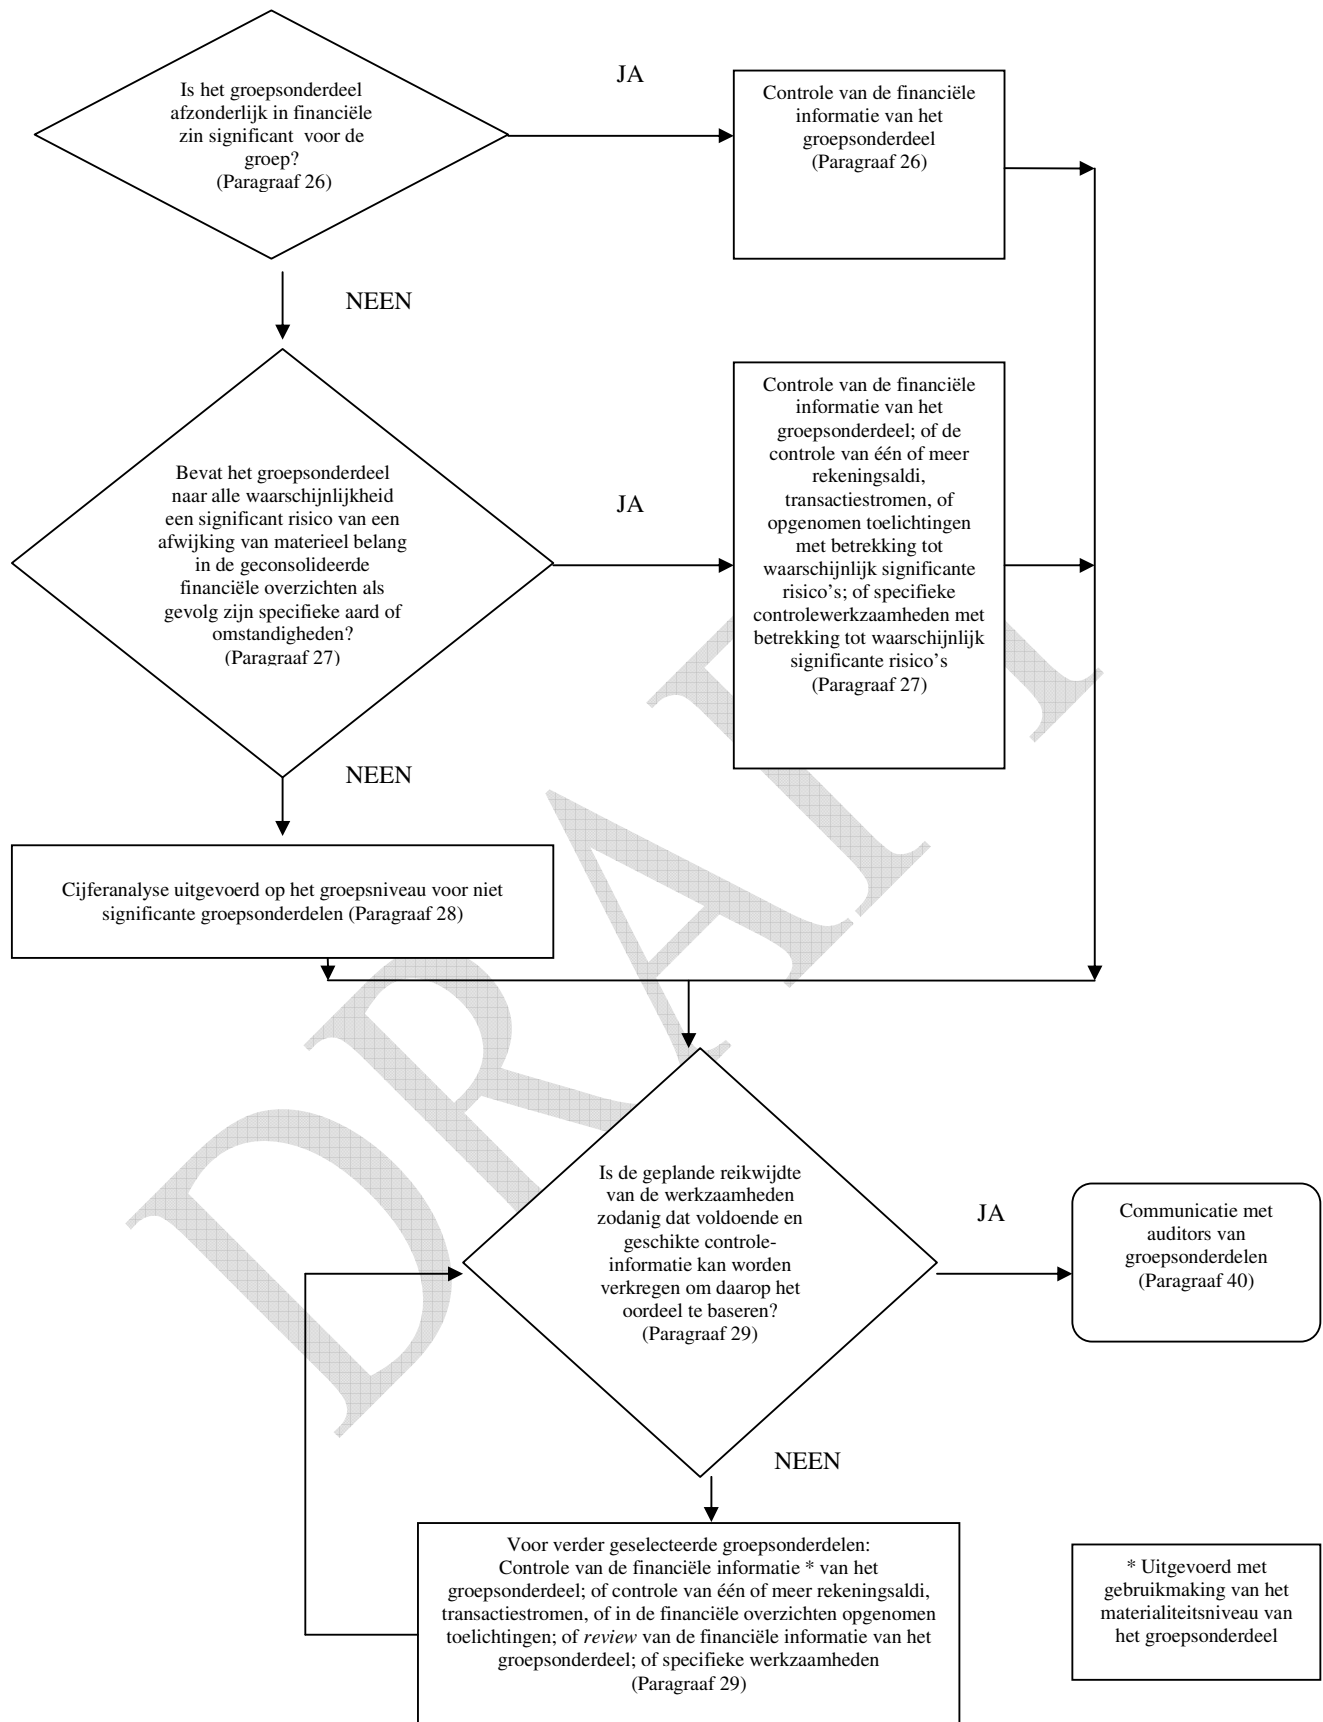 Is het groepsonderdeel
afzonderlijk in financiële
zin significant voor de
groep?
(Paragraaf 26)
JA
Controle van de financiële
informatie van het
groepsonderdeel
(Paragraaf 26)
NEEN
Bevat het groepsonderdeel
naar alle waarschijnlijkheid
een significant risico van een
afwijking van materieel belang
in de geconsolideerde
financiële overzichten als
gevolg zijn specifieke aard of
omstandigheden?
(Paragraaf 27)
JA
Controle van de financiële
informatie van het
groepsonderdeel; of de
controle van één of meer
rekeningsaldi,
transactiestromen, of
opgenomen toelichtingen
met betrekking tot
waarschijnlijk significante
risico's; of specifieke
controlewerkzaamheden met
betrekking tot waarschijnlijk
significante risico's
(Paragraaf 27)
NEEN
Cijferanalyse uitgevoerd op het groepsniveau voor niet
significante groepsonderdelen (Paragraaf 28)
DRAFT
Is de geplande reikwijdte
van de werkzaamheden
zodanig dat voldoende en
geschikte controle-
informatie kan worden
verkregen om daarop het
oordeel te baseren?
(Paragraaf 29)
JA
Communicatie met
auditors van
groepsonderdelen
(Paragraaf 40)
NEEN
Voor verder geselecteerde groepsonderdelen:
Controle van de financiële informatie * van het
groepsonderdeel; of controle van één of meer rekeningsaldi,
transactiestromen, of in de financiële overzichten opgenomen
toelichtingen; of review van de financiële informatie van het
groepsonderdeel; of specifieke werkzaamheden
(Paragraaf 29)
* Uitgevoerd met
gebruikmaking van het
materialiteitsniveau van
het groepsonderdeel